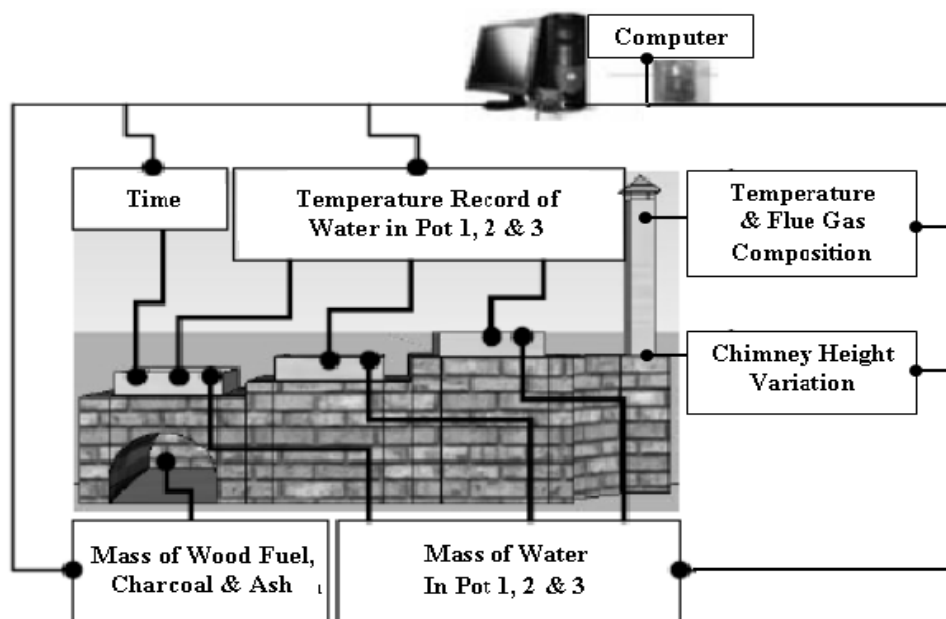 Computer
Time
Temperature Record of
Water in Pot 1, 2 & 3
Temperature
& Flue Gas
Composition
Chimney Height
Variation
Mass of Wood Fuel,
Charcoal & Ash
Mass of Water
In Pot 1, 2 & 3